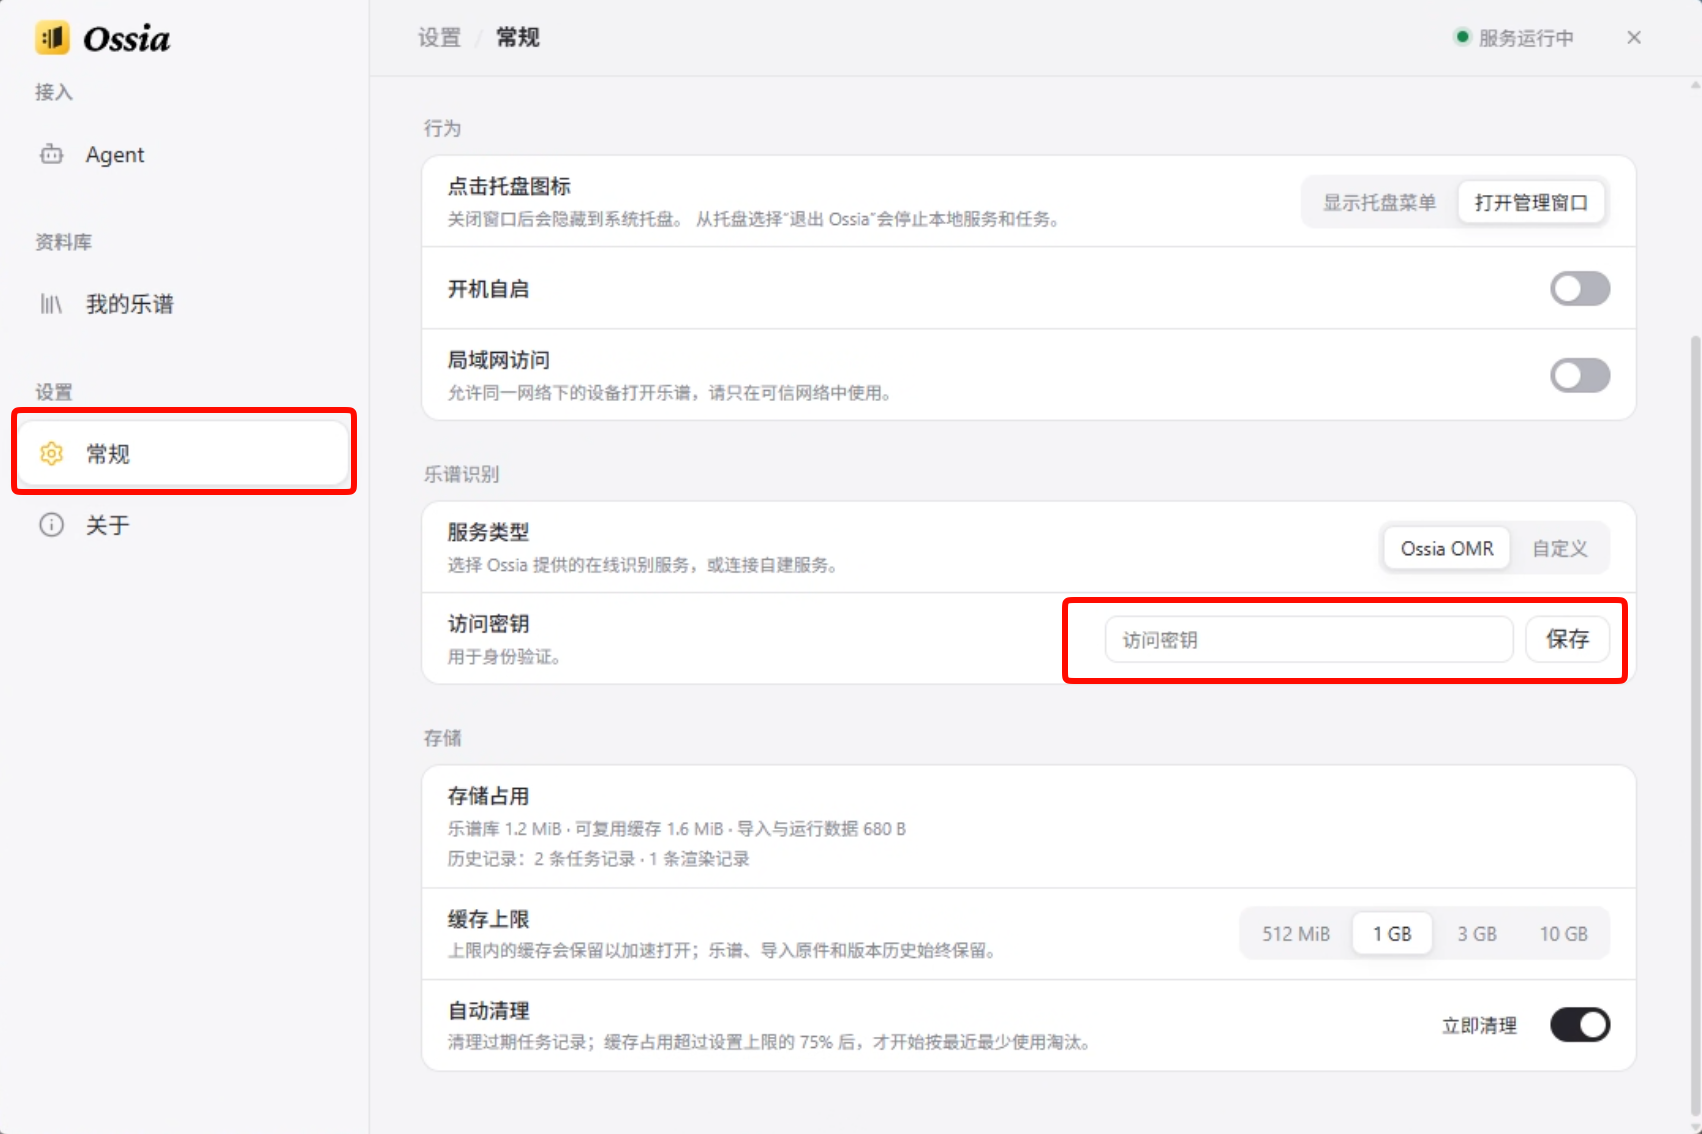 Ossia
接入
Agent
资料库
我的乐谱
设置
常规
关于
设置 / 常规
服务运行中
行为
点击托盘图标
关闭窗口后会隐藏到系统托盘。 从托盘选择“退出 Ossia”会停止本地服务和任务。
显示托盘菜单
打开管理窗口
开机自启
局域网访问
允许同一网络下的设备打开乐谱，请只在可信网络中使用。
乐谱识别
服务类型
选择 Ossia 提供的在线识别服务，或连接自建服务。
Ossia OMR
自定义
访问密钥
用于身份验证。
访问密钥
保存
存储
存储占用
乐谱库 1.2 MiB · 可复用缓存 1.6 MiB · 导入与运行数据 680 B
历史记录：2 条任务记录 · 1 条渲染记录
缓存上限
上限内的缓存会保留以加速打开；乐谱、导入原件和版本历史始终保留。
512 MiB
1 GB
3 GB
10 GB
自动清理
清理过期任务记录；缓存占用超过设置上限的 75% 后，才开始按最近最少使用淘汰。
立即清理